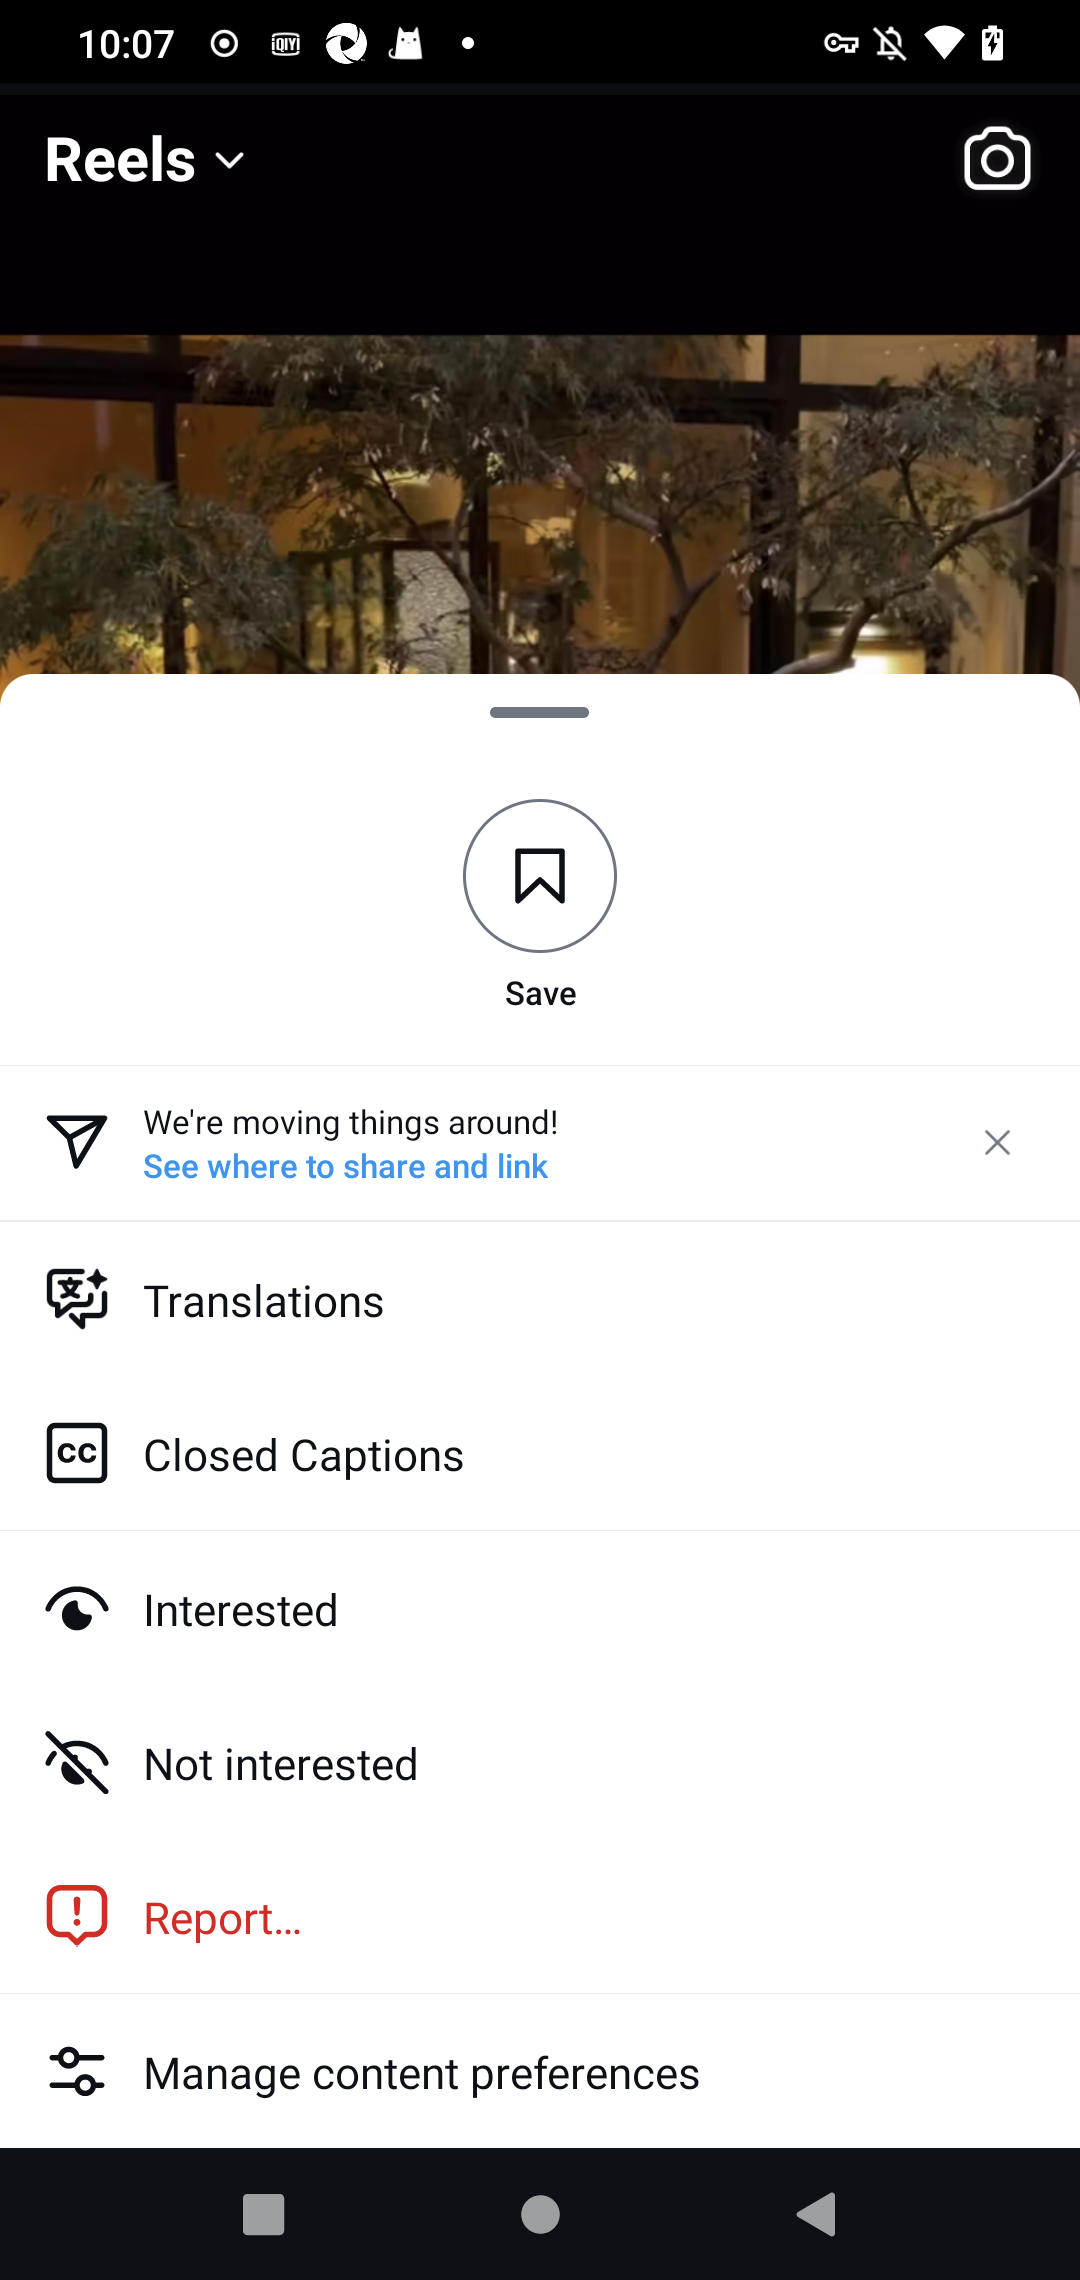 10:07
iQIYI
Reels
Save
We're moving things around!
See where to share and link
Translations
CC
Closed Captions
Interested
Not interested
Report...
Manage content preferences